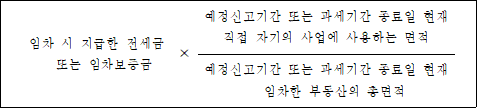 임차 시 지급한 전세금
또는 임차보증금
×
예정신고기간 또는 과세기간 종료일 현재
직접 자기의 사업에 사용하는 면적
예정신고기간 또는 과세기간 종료일 현재
임차한 부동산의 총면적